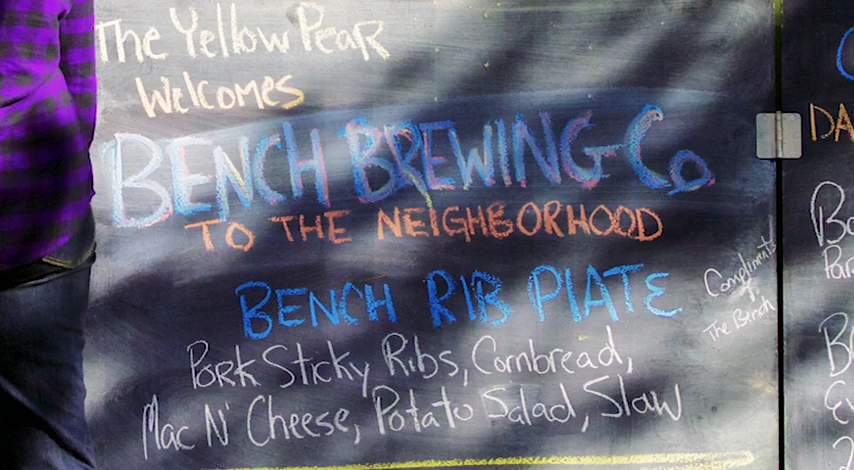 The Yellow Pear
Welcomes
BENCH BREWING Co
TO THE NEIGHBORHOOD
BENCH RIB PlATE
Pork Sticky Ribs, Cornbread,
Mac N' Cheese, Potato Salad, Slaw
Compliments
of
The Bench
DA